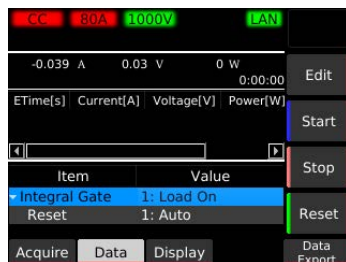 CC 80A 1000V LAN
-0.039 A 0.03 V 0 W
0:00:00
Edit
ETime[s] Current[A] Voltage[V] Power[W]
Start
Stop
Item Value
Integral Gate 1: Load On
Reset 1: Auto
Reset
Acquire Data Display
Data Export